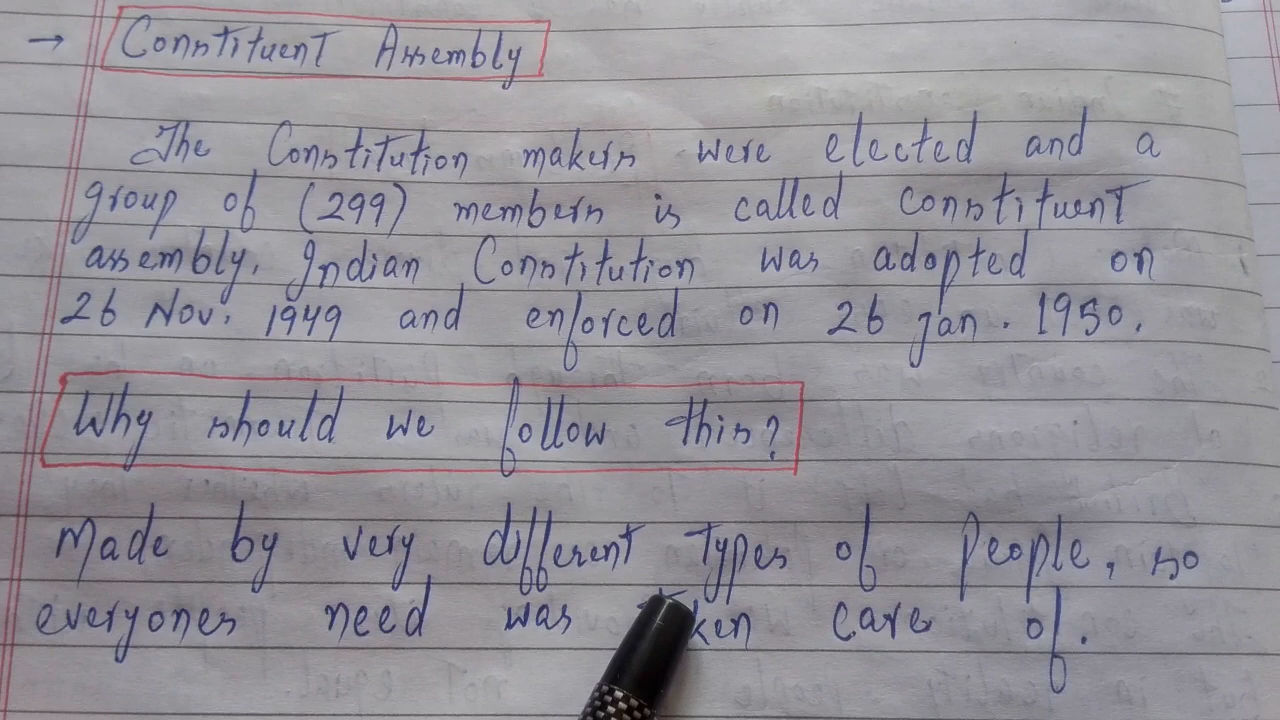 → Constituent Assembly
The Constitution makers were elected and a
group of (299) members is called constituent
assembly. Indian Constitution was adopted on
26 Nov. 1949 and enforced on 26 Jan. 1950.
Why should we follow this?
Made by very different types of people, so
everyones need was care of.